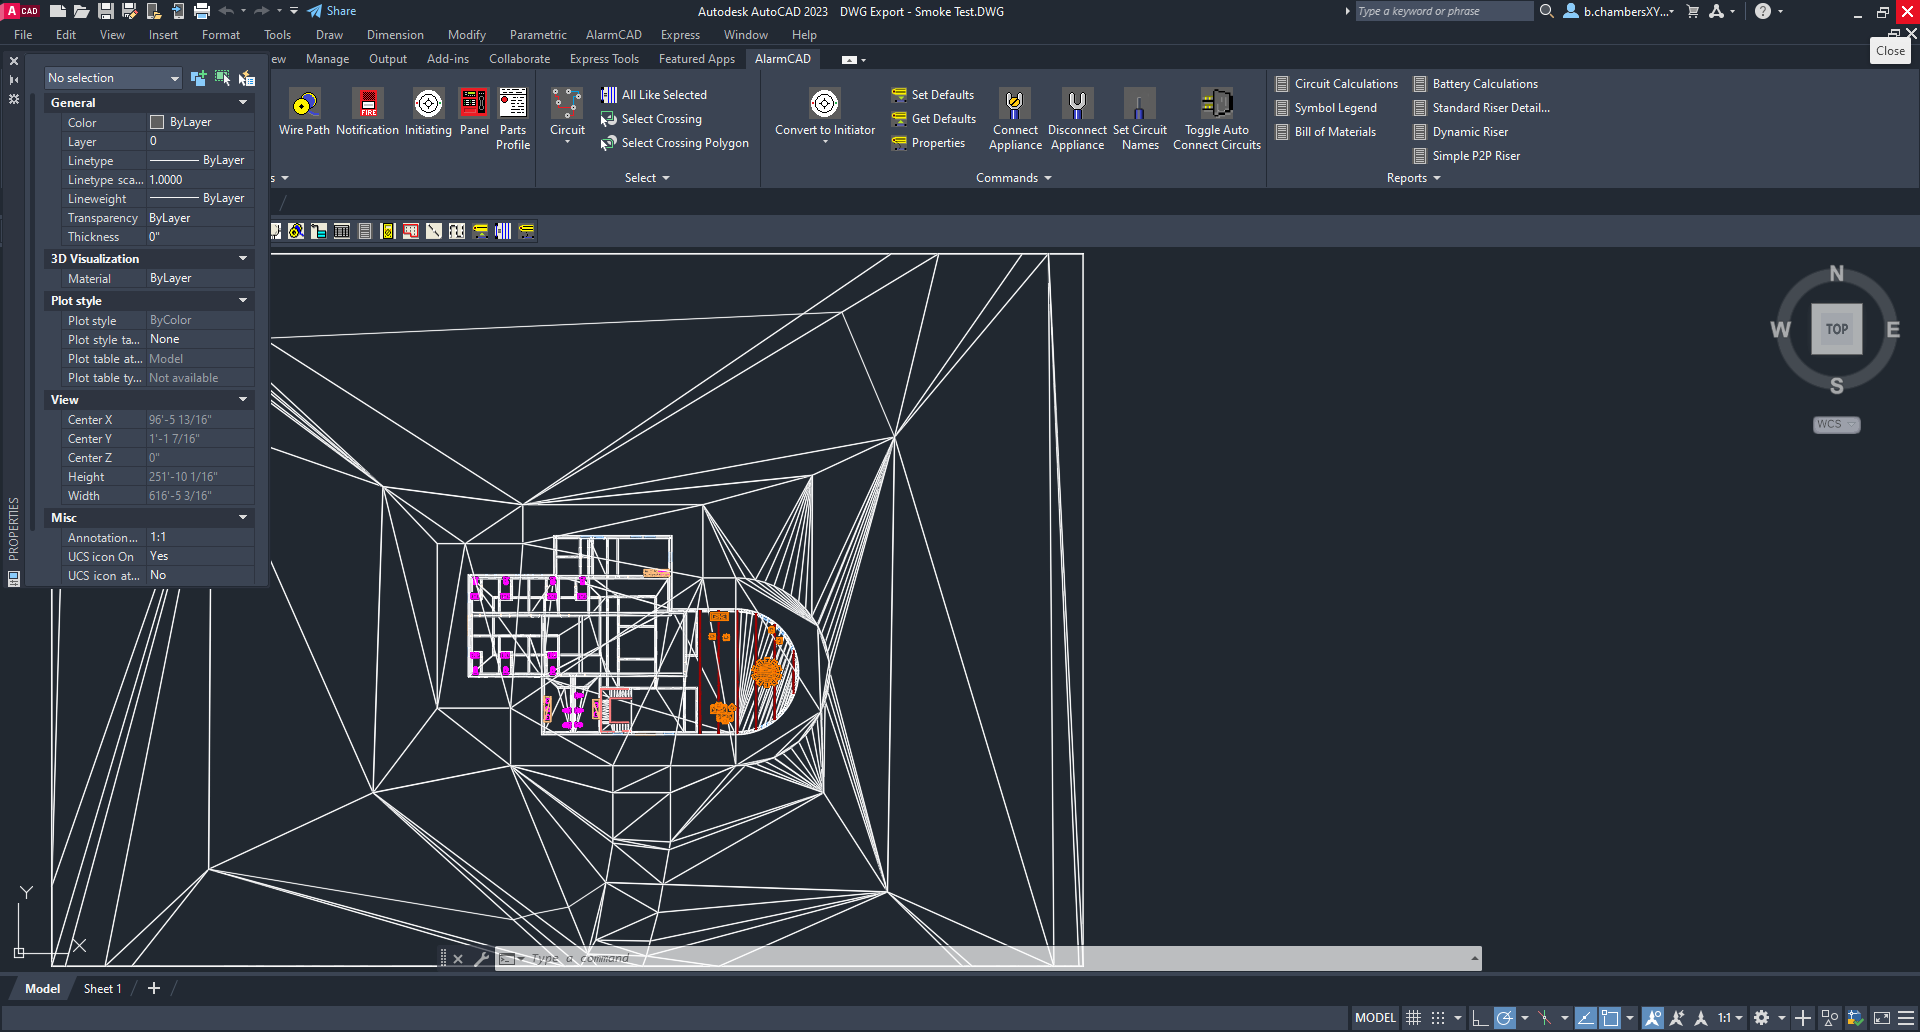 A CAD
Share
Autodesk AutoCAD 2023 DWG Export - Smoke Test.DWG
Type a keyword or phrase
b.chambersXY...
File Edit View Insert Format Tools Draw Dimension Modify Parametric AlarmCAD Express Window Help
Close
ew Manage Output Add-ins Collaborate Express Tools Featured Apps AlarmCAD
No selection
General
Color ByLayer
Layer 0
Linetype ByLayer
Linetype sca... 1.0000
Lineweight ByLayer
Transparency ByLayer
Thickness 0"
3D Visualization
Material ByLayer
Plot style
Plot style ByColor
Plot style ta... None
Plot table at... Model
Plot table ty... Not available
View
Center X 96'-5 13/16"
Center Y 1'-1 7/16"
Center Z 0"
Height 251'-10 1/16"
Width 616'-5 3/16"
Misc
Annotation... 1:1
UCS icon On Yes
UCS icon at... No
PROPERTIES
Wire Path
FIRE
Notification
Initiating
Panel
Parts Profile
s
Circuit
All Like Selected
Select Crossing
Select Crossing Polygon
Select
Convert to Initiator
Set Defaults
Get Defaults
Properties
Connect Appliance
Disconnect Appliance
Set Circuit Names
Toggle Auto Connect Circuits
Commands
Circuit Calculations
Symbol Legend
Bill of Materials
Battery Calculations
Standard Riser Detail...
Dynamic Riser
Simple P2P Riser
Reports
N
W TOP E
S
WCS
Y
X
Type a command
Model Sheet 1
MODEL
1:1